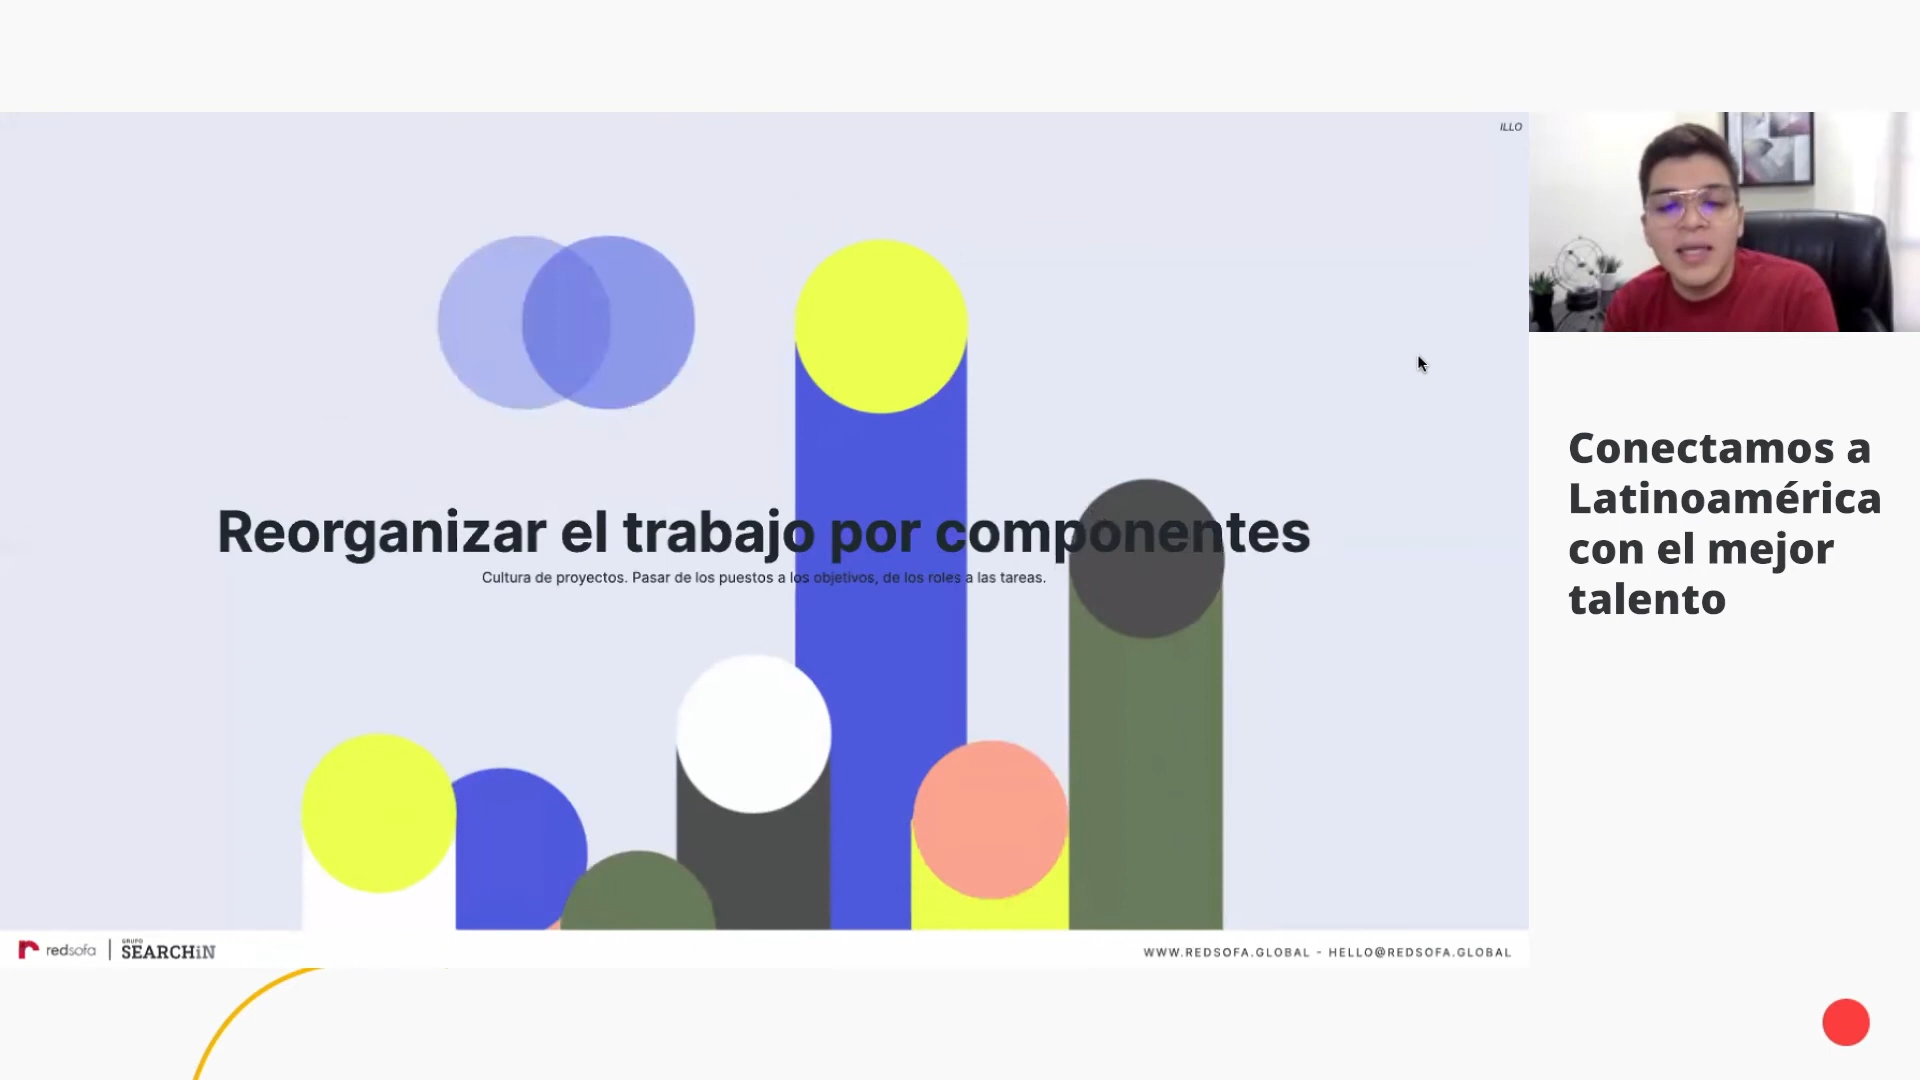 ILLO
Reorganizar el trabajo por componentes
Cultura de proyectos. Pasar de los puestos a los objetivos, de los roles a las tareas.
redsofa | GRUPO SEARCHiN
WWW.REDSOFA.GLOBAL - HELLO@REDSOFA.GLOBAL
Conectamos a
Latinoamérica
con el mejor
talento